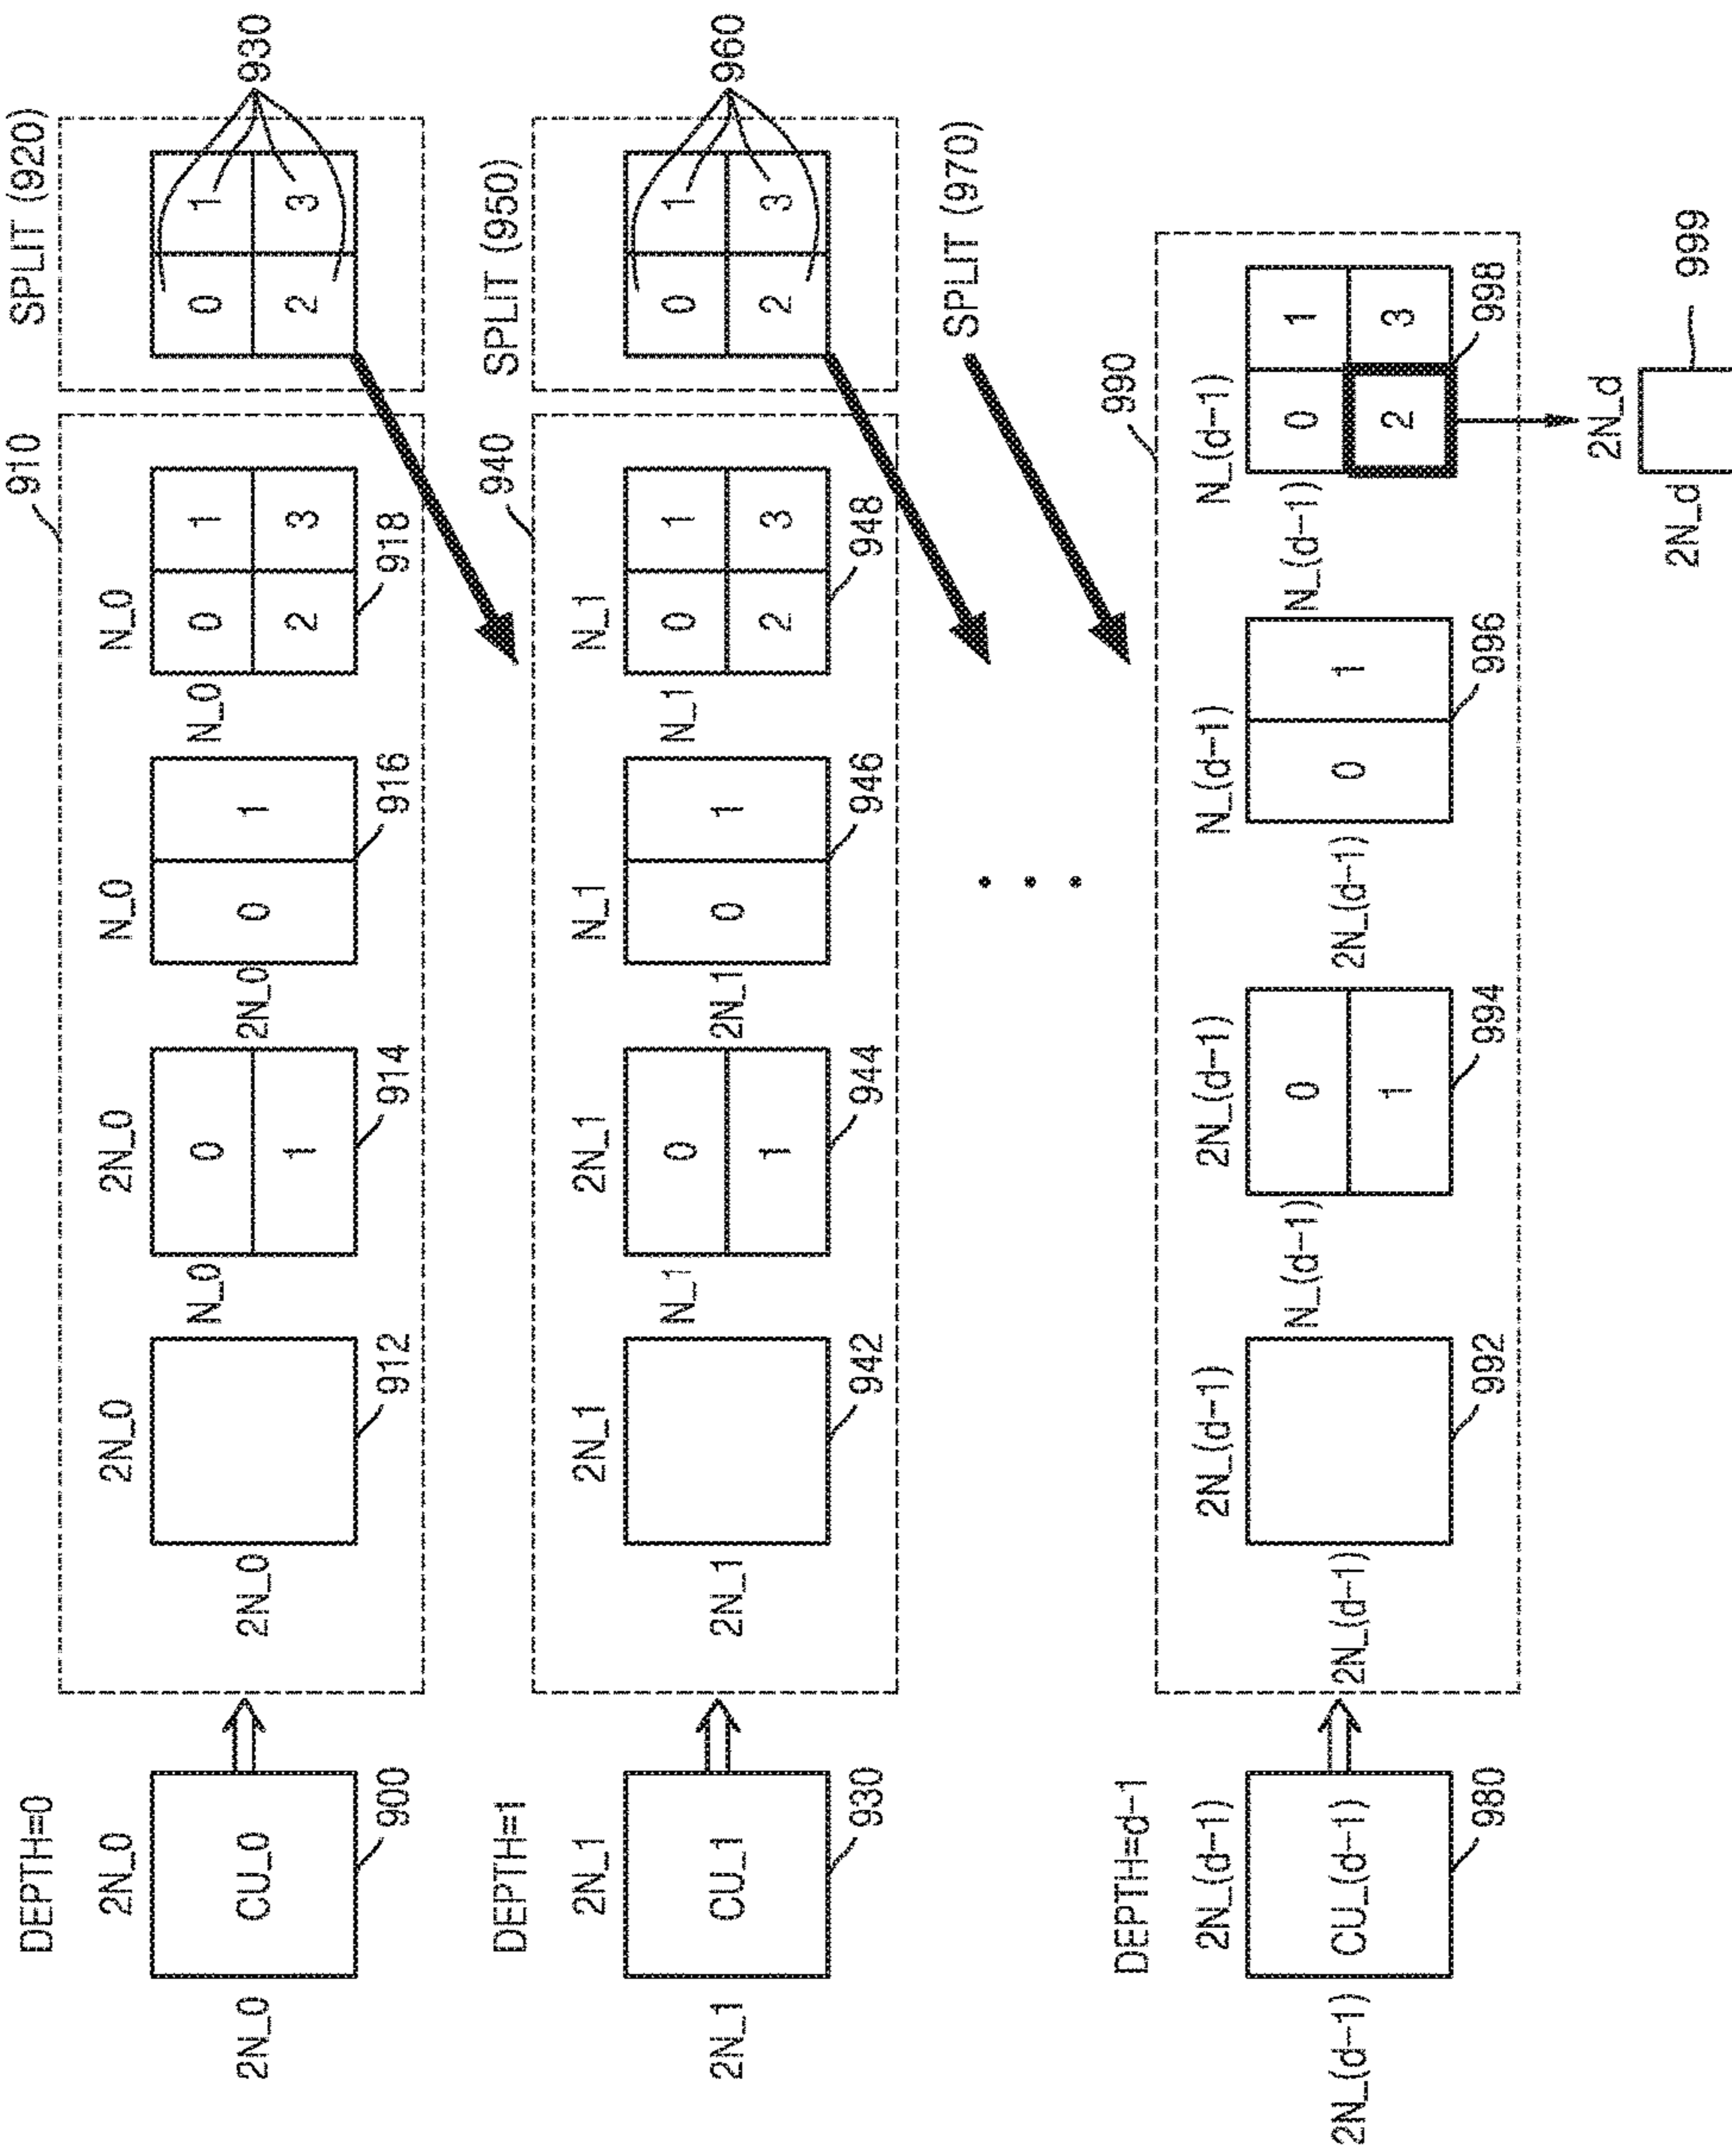 DEPTH=0
2N_0
2N_0
CU_0
900
910
2N_0
2N_0
912
2N_0
N_0
0
1
914
N_0
2N_0
0
1
916
N_0
N_0
0
1
2
3
918
SPLIT (920)
0
1
2
3
930
DEPTH=1
2N_1
2N_1
CU_1
930
940
2N_1
2N_1
942
2N_1
N_1
0
1
944
N_1
2N_1
0
1
946
N_1
N_1
0
1
2
3
948
SPLIT (950)
0
1
2
3
960
SPLIT (970)
DEPTH=d-1
2N_(d-1)
2N_(d-1)
CU_(d-1)
980
990
2N_(d-1)
2N_(d-1)
992
2N_(d-1)
N_(d-1)
0
1
994
N_(d-1)
2N_(d-1)
0
1
996
N_(d-1)
N_(d-1)
0
1
2
3
998
2N_d
2N_d
999